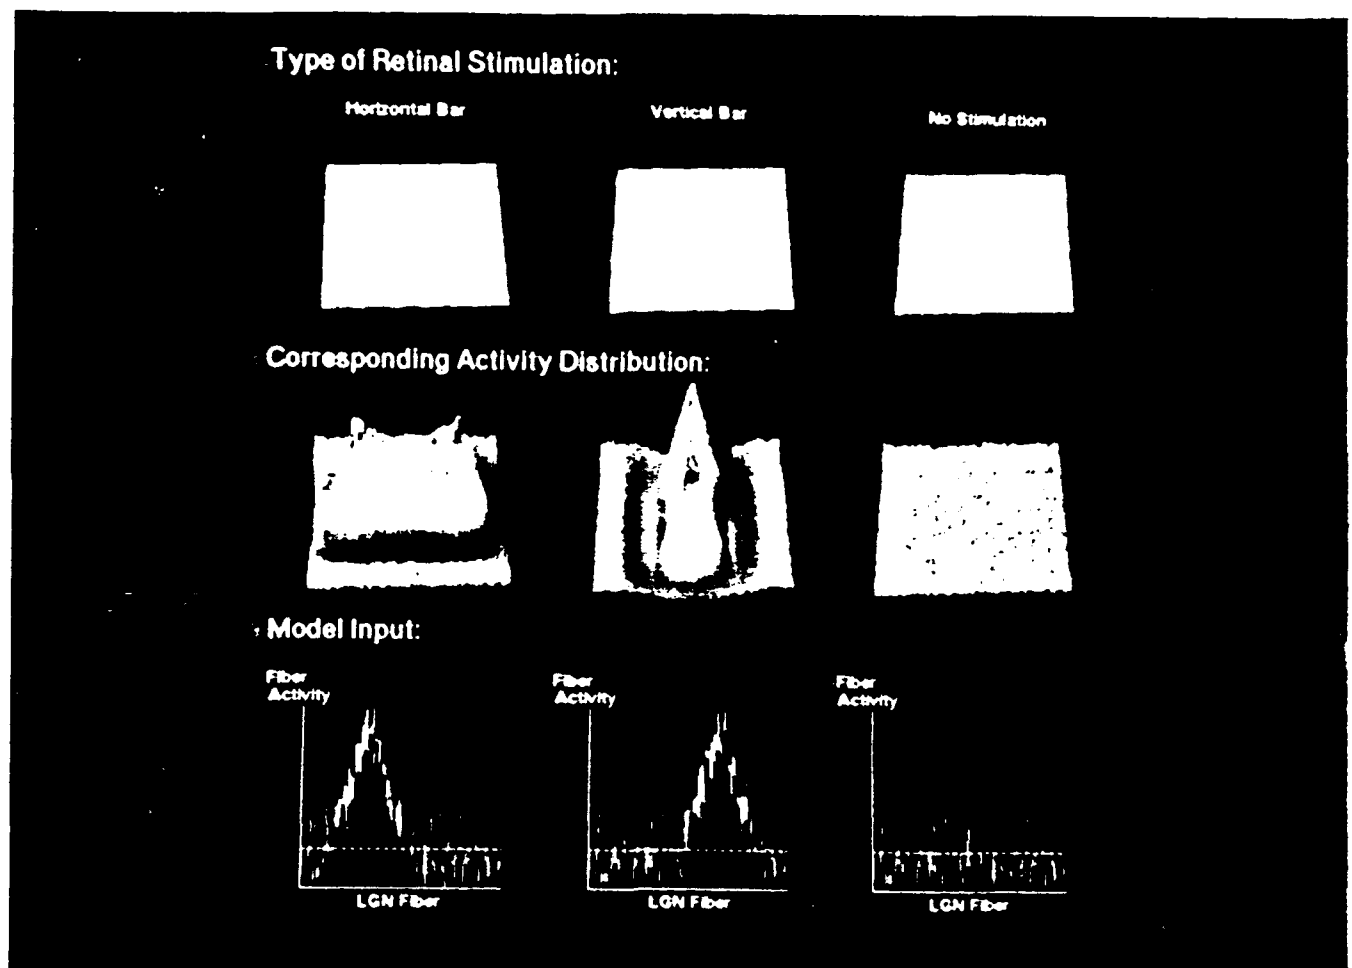 Type of Retinal Stimulation:
Horizontal Bar
Vertical Bar
No Stimulation
Corresponding Activity Distribution:
Model Input:
Fiber
Activity
Fiber
Activity
Fiber
Activity
LGN Fiber
LGN Fiber
LGN Fiber